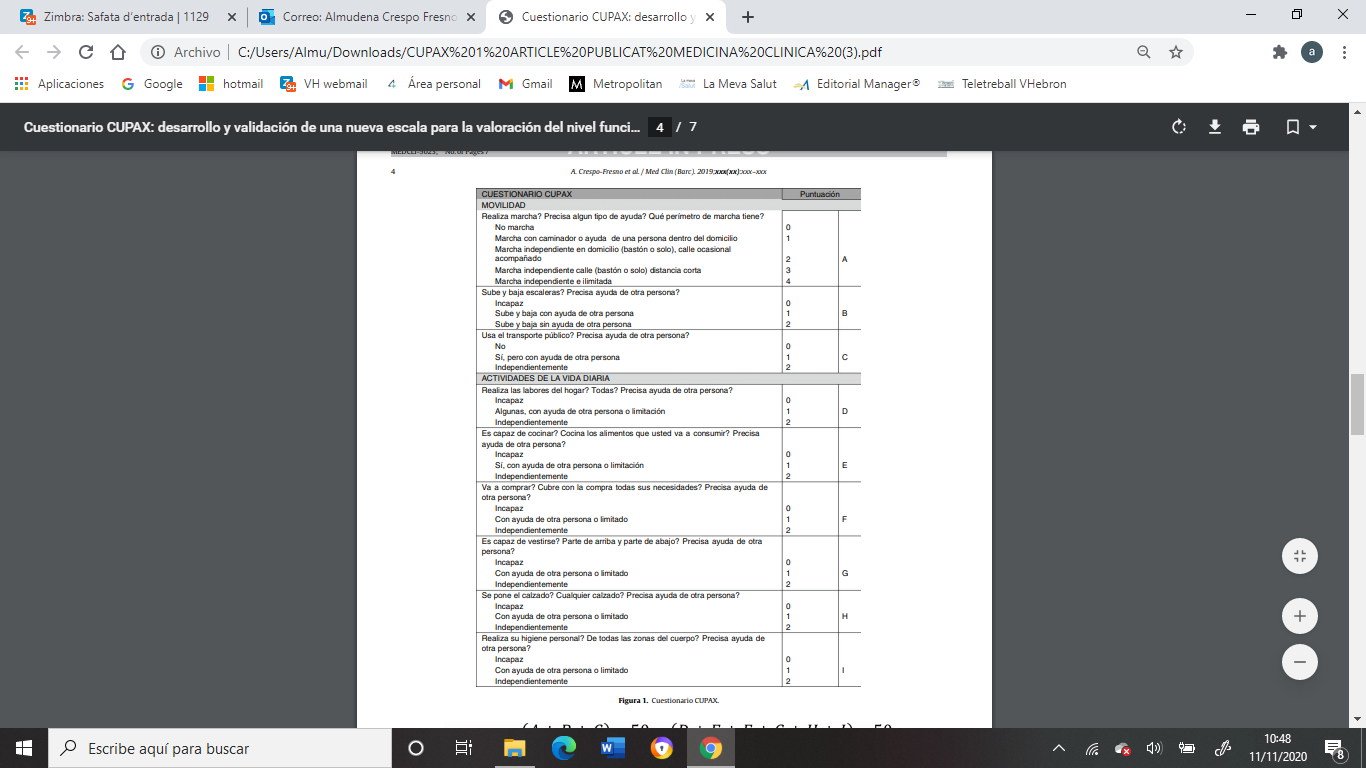 Zimbra: Safata d'entrada | 1129
Correo: Almudena Crespo Fresno
Cuestionario CUPAX: desarrollo y
Archivo
C:/Users/Almu/Downloads/CUPAX%201%20ARTICLE%20PUBLICAT%20MEDICINA%20CLINICA%20(3).pdf
a
Aplicaciones
Google
hotmail
VH webmail
Área personal
Gmail
Metropolitan
La Meva Salut
Editorial Manager®
Teletreball VHebron
Cuestionario CUPAX: desarrollo y validación de una nueva escala para la valoración del nivel funci...
4 / 7
No. of Pages 7
4
A. Crespo-Fresno et al. / Med Clin (Barc). 2019;xxx(xx):xxx–xxx
CUESTIONARIO CUPAX Puntuación
MOVILIDAD
Realiza marcha? Precisa algun tipo de ayuda? Qué perímetro de marcha tiene?
No marcha 0
Marcha con caminador o ayuda de una persona dentro del domicilio 1
Marcha independiente en domicilio (bastón o solo), calle ocasional
acompañado 2 A
Marcha independiente calle (bastón o solo) distancia corta 3
Marcha independiente e ilimitada 4
Sube y baja escaleras? Precisa ayuda de otra persona?
Incapaz 0
Sube y baja con ayuda de otra persona 1 B
Sube y baja sin ayuda de otra persona 2
Usa el transporte público? Precisa ayuda de otra persona?
No 0
Sí, pero con ayuda de otra persona 1 C
Independientemente 2
ACTIVIDADES DE LA VIDA DIARIA
Realiza las labores del hogar? Todas? Precisa ayuda de otra persona?
Incapaz 0
Algunas, con ayuda de otra persona o limitación 1 D
Independientemente 2
Es capaz de cocinar? Cocina los alimentos que usted va a consumir? Precisa
ayuda de otra persona?
Incapaz 0
Sí, con ayuda de otra persona o limitación 1 E
Independientemente 2
Va a comprar? Cubre con la compra todas sus necesidades? Precisa ayuda de
otra persona?
Incapaz 0
Con ayuda de otra persona o limitado 1 F
Independientemente 2
Es capaz de vestirse? Parte de arriba y parte de abajo? Precisa ayuda de otra
persona?
Incapaz 0
Con ayuda de otra persona o limitado 1 G
Independientemente 2
Se pone el calzado? Cualquier calzado? Precisa ayuda de otra persona?
Incapaz 0
Con ayuda de otra persona o limitado 1 H
Independientemente 2
Realiza su higiene personal? De todas las zonas del cuerpo? Precisa ayuda de
otra persona?
Incapaz 0
Con ayuda de otra persona o limitado 1 I
Independientemente 2
Figura 1. Cuestionario CUPAX.
Escribe aquí para buscar
10:48
11/11/2020
8